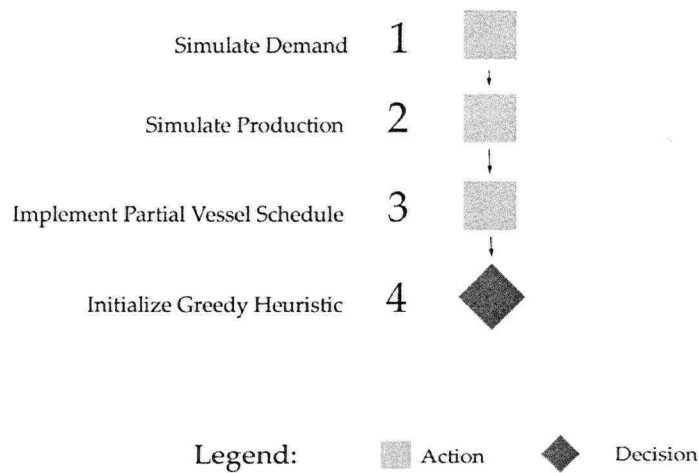 Simulate Demand 1
Simulate Production 2
Implement Partial Vessel Schedule 3
Initialize Greedy Heuristic 4
Legend: Action Decision